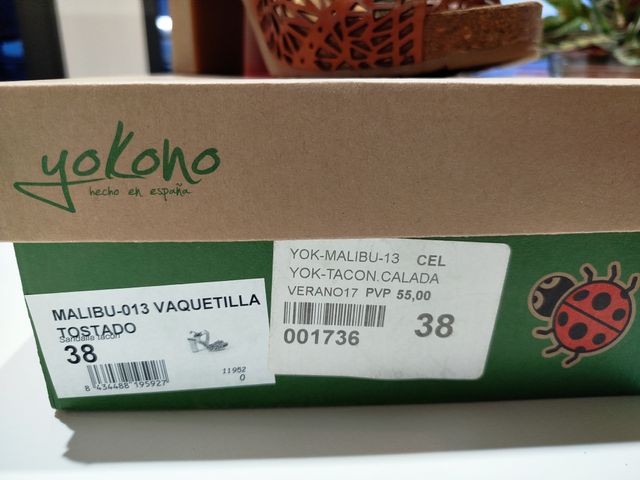 yokono
hecho en españa
YOK-MALIBU-13 CEL
YOK-TACON.CALADA
VERANO17 PVP 55,00
001736 38
MALIBU-013 VAQUETILLA
TOSTADO
Sandalia tacon
38
11952
0
8 434488 195927